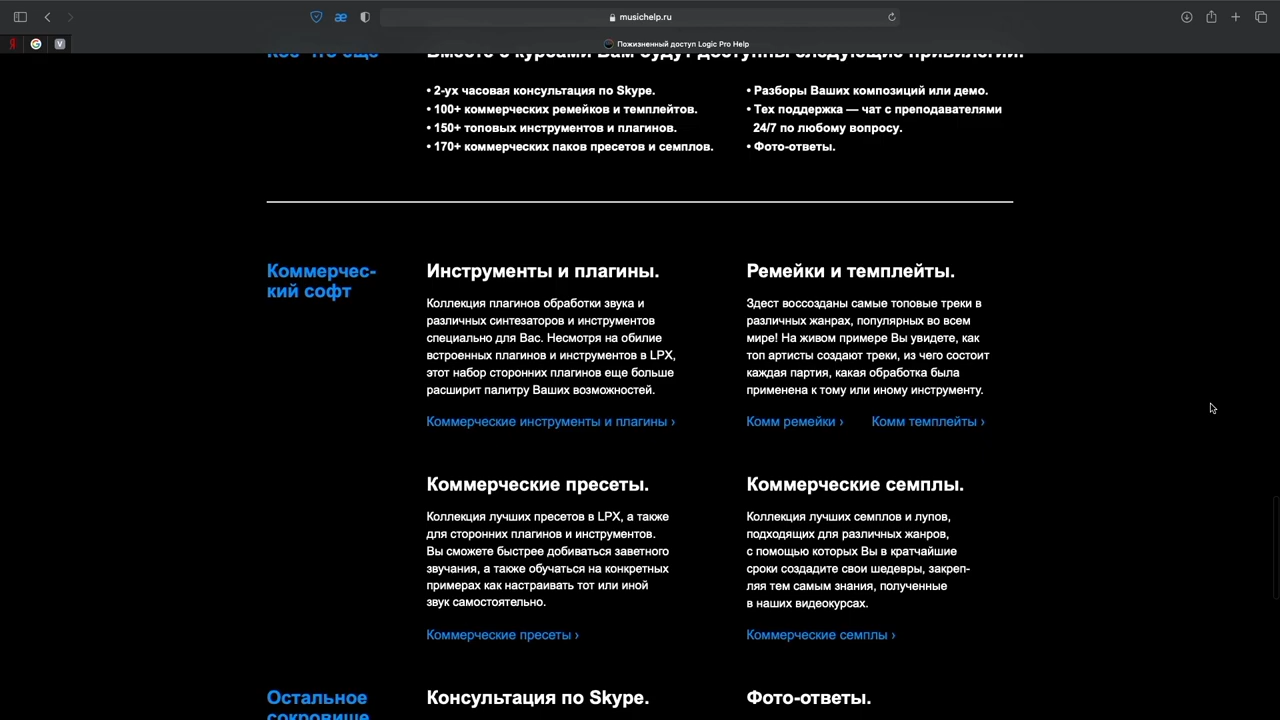 musichelp.ru
Я
G
V
Пожизненный доступ Logic Pro Help
Кое-что еще
Вместе с курсами Вам будут доступны следующие привилегии:
• 2-ух часовая консультация по Skype.
• 100+ коммерческих ремейков и темплейтов.
• 150+ топовых инструментов и плагинов.
• 170+ коммерческих паков пресетов и семплов.
• Разборы Ваших композиций или демо.
• Тех поддержка — чат с преподавателями
24/7 по любому вопросу.
• Фото-ответы.
Коммерчес-
кий софт
Инструменты и плагины.
Коллекция плагинов обработки звука и
различных синтезаторов и инструментов
специально для Вас. Несмотря на обилие
встроенных плагинов и инструментов в LPX,
этот набор сторонних плагинов еще больше
расширит палитру Ваших возможностей.
Коммерческие инструменты и плагины ›
Ремейки и темплейты.
Здест воссозданы самые топовые треки в
различных жанрах, популярных во всем
мире! На живом примере Вы увидете, как
топ артисты создают треки, из чего состоит
каждая партия, какая обработка была
применена к тому или иному инструменту.
Комм ремейки ›
Комм темплейты ›
Коммерческие пресеты.
Коллекция лучших пресетов в LPX, а также
для сторонних плагинов и инструментов.
Вы сможете быстрее добиваться заветного
звучания, а также обучаться на конкретных
примерах как настраивать тот или иной
звук самостоятельно.
Коммерческие пресеты ›
Коммерческие семплы.
Коллекция лучших семплов и лупов,
подходящих для различных жанров,
с помощью которых Вы в кратчайшие
сроки создадите свои шедевры, закреп-
ляя тем самым знания, полученные
в наших видеокурсах.
Коммерческие семплы ›
Остальное
сокровище
Консультация по Skype.
Фото-ответы.